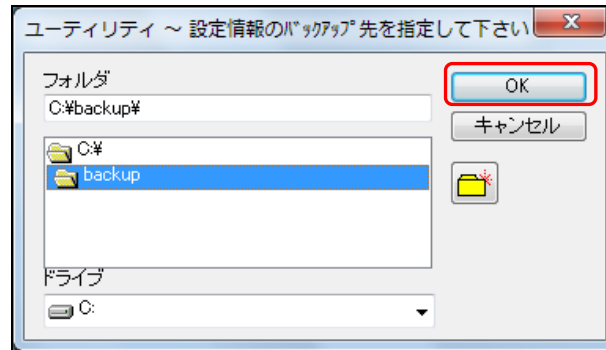 ユーティリティ ～ 設定情報のﾊﾞｯｸｱｯﾌﾟ先を指定して下さい
フォルダ
C:¥backup¥
OK
キャンセル
C:¥
backup
ドライブ
C: